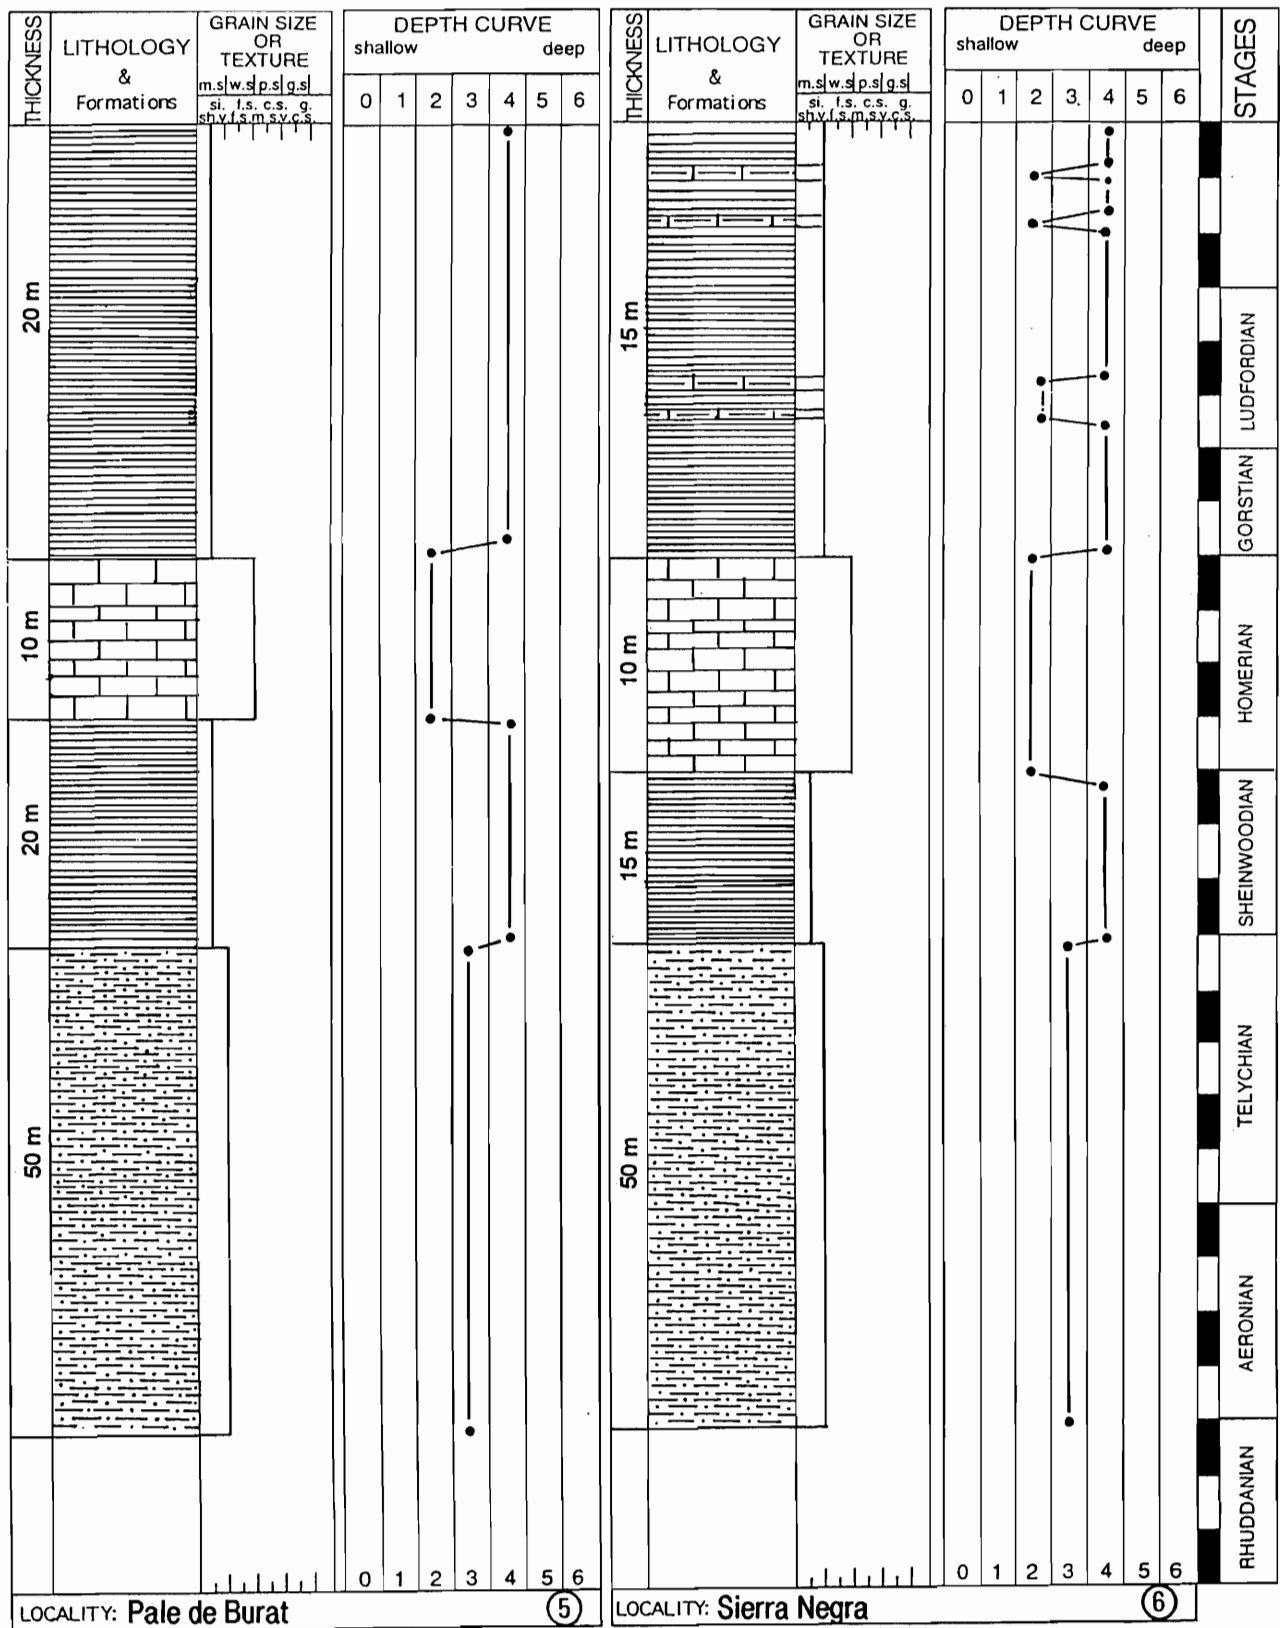 THICKNESS
LITHOLOGY
&
Formations
GRAIN SIZE
OR
TEXTURE
m.s w.s p.s g.s
si. f.s. c.s. g.
sh.v.f.s.m.s.v.c.s.
DEPTH CURVE
shallow deep
0 1 2 3 4 5 6
20 m
10 m
20 m
50 m
0 1 2 3 4 5 6
LOCALITY: Pale de Burat 5
THICKNESS
LITHOLOGY
&
Formations
GRAIN SIZE
OR
TEXTURE
m.s w.s p.s g.s
si. f.s. c.s. g.
sh.v.f.s.m.s.v.c.s.
DEPTH CURVE
shallow deep
0 1 2 3 4 5 6
15 m
10 m
15 m
50 m
0 1 2 3 4 5 6
LOCALITY: Sierra Negra 6
STAGES
LUDFORDIAN
GORSTIAN
HOMERIAN
SHEINWOODIAN
TELYCHIAN
AERONIAN
RHUDDANIAN